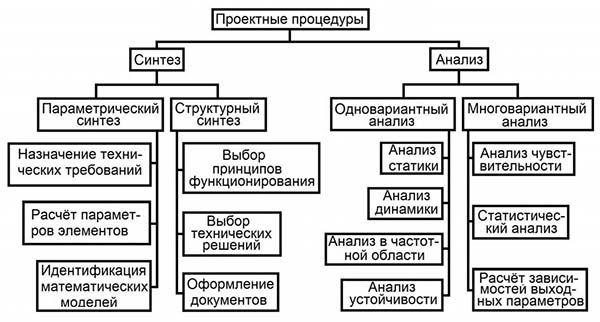 Проектные процедуры
Синтез
Анализ
Параметрический
синтез
Структурный
синтез
Одновариантный
анализ
Многовариантный
анализ
Назначение техни-
ческих требований
Расчёт парамет-
ров элементов
Идентификация
математических
моделей
Выбор
принципов
функционирования
Выбор
технических
решений
Оформление
документов
Анализ
статики
Анализ
динамики
Анализ в частот-
ной области
Анализ
устойчивости
Анализ чувст-
вительности
Статистичес-
кий анализ
Расчёт зависи-
мостей выход-
ных параметров